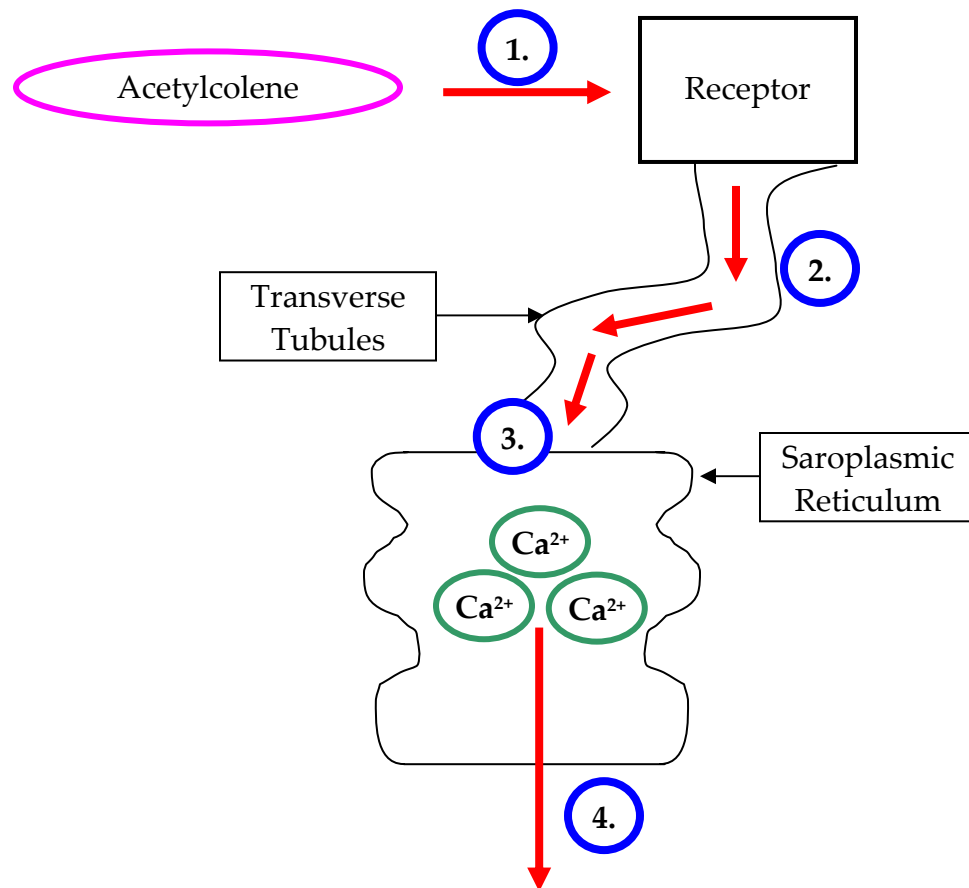 1.
Acetylcolene
Receptor
2.
Transverse
Tubules
3.
Saroplasmic
Reticulum
Ca²⁺
Ca²⁺
Ca²⁺
4.